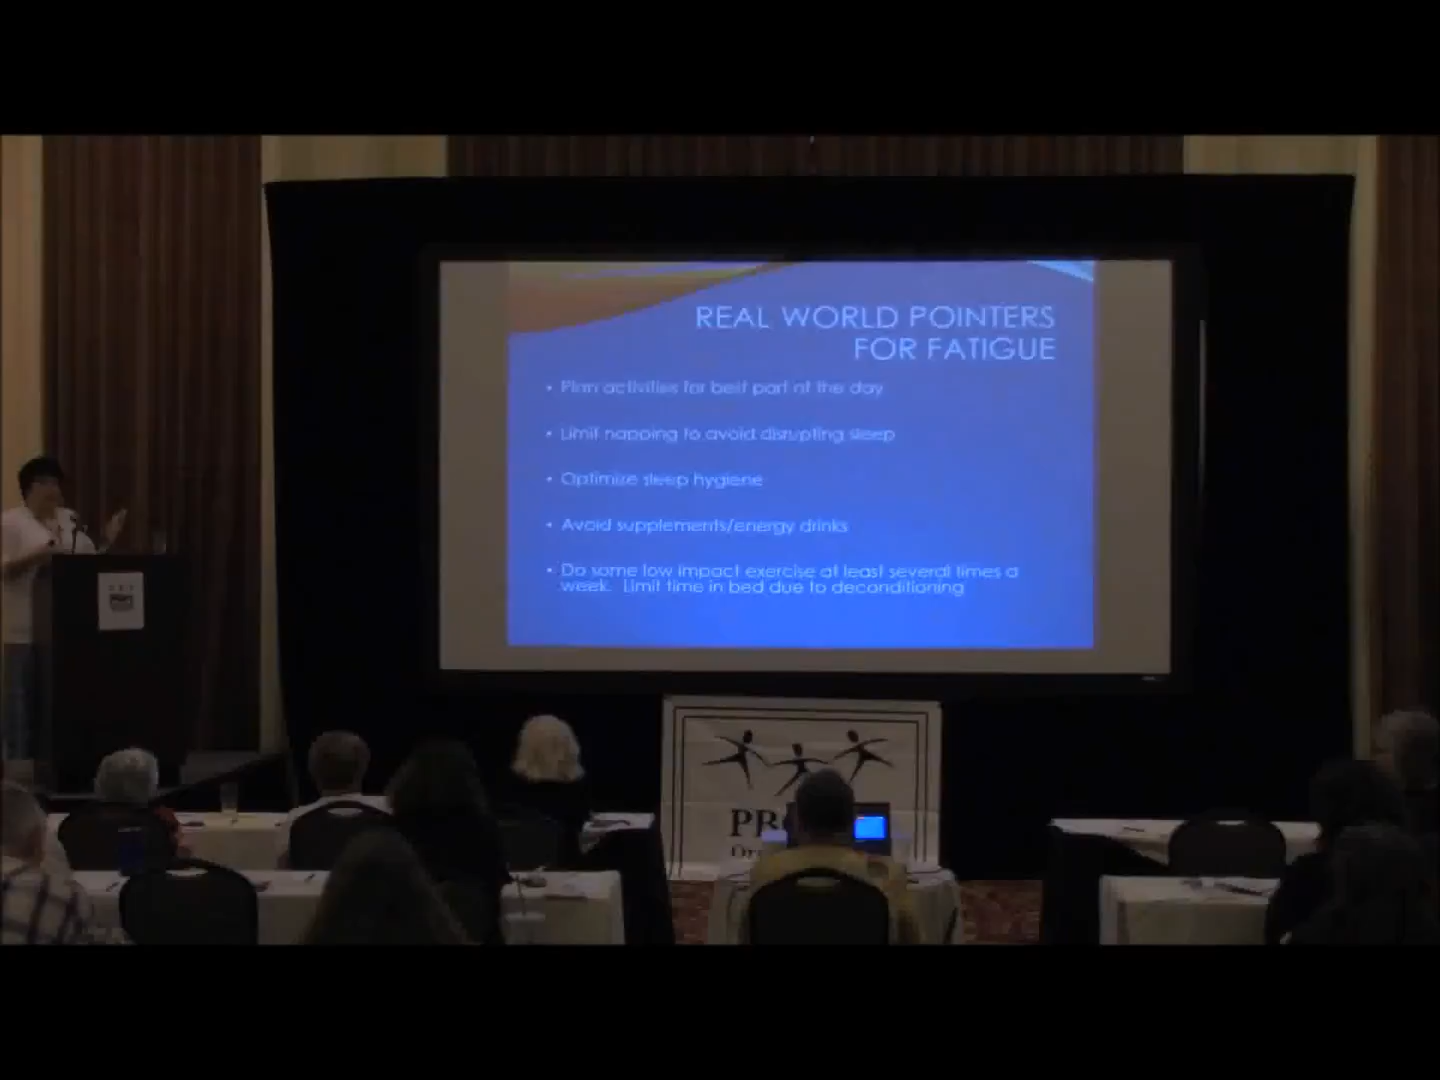 REAL WORLD POINTERS
FOR FATIGUE
• Plan activities for best part of the day
• Limit napping to avoid disrupting sleep
• Optimize sleep hygiene
• Avoid supplements/energy drinks
• Do some low impact exercise at least several times a
week. Limit time in bed due to deconditioning